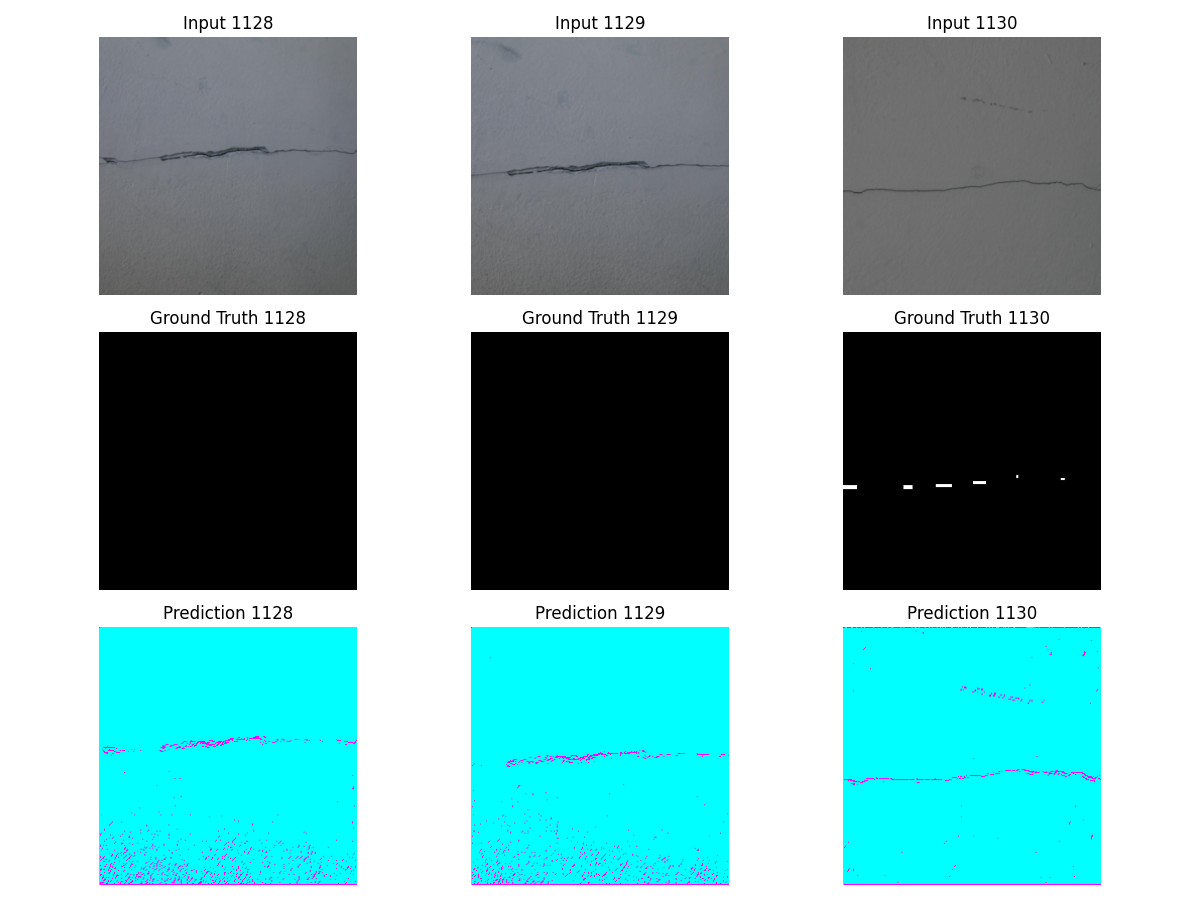 Input 1128
Input 1129
Input 1130
Ground Truth 1128
Ground Truth 1129
Ground Truth 1130
Prediction 1128
Prediction 1129
Prediction 1130